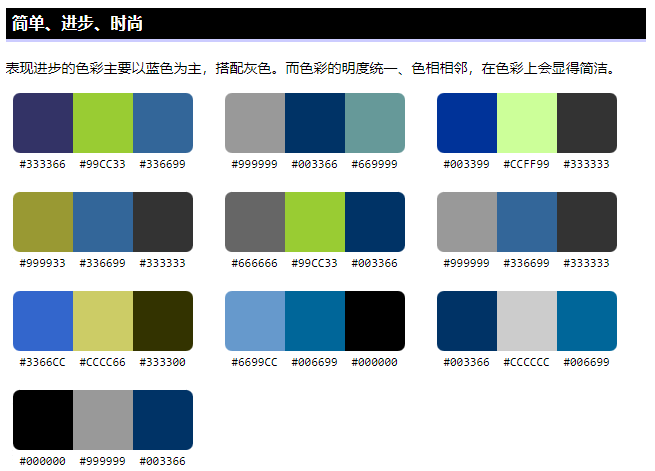 简单、进步、时尚
表现进步的色彩主要以蓝色为主，搭配灰色。而色彩的明度统一、色相相邻，在色彩上会显得简洁。
#333366 #99CC33 #336699 #999999 #003366 #669999 #003399 #CCFF99 #333333
#999933 #336699 #333333 #666666 #99CC33 #003366 #999999 #336699 #333333
#3366CC #CCCC66 #333300 #6699CC #006699 #000000 #003366 #CCCCCC #006699
#000000 #999999 #003366